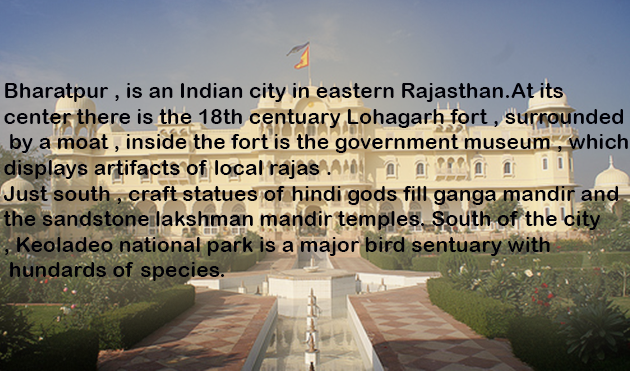 Bharatpur , is an Indian city in eastern Rajasthan.At its
center there is the 18th centuary Lohagarh fort , surrounded
by a moat , inside the fort is the government museum , which
displays artifacts of local rajas .
Just south , craft statues of hindi gods fill ganga mandir and
the sandstone lakshman mandir temples. South of the city
, Keoladeo national park is a major bird sentuary with
hundards of species.